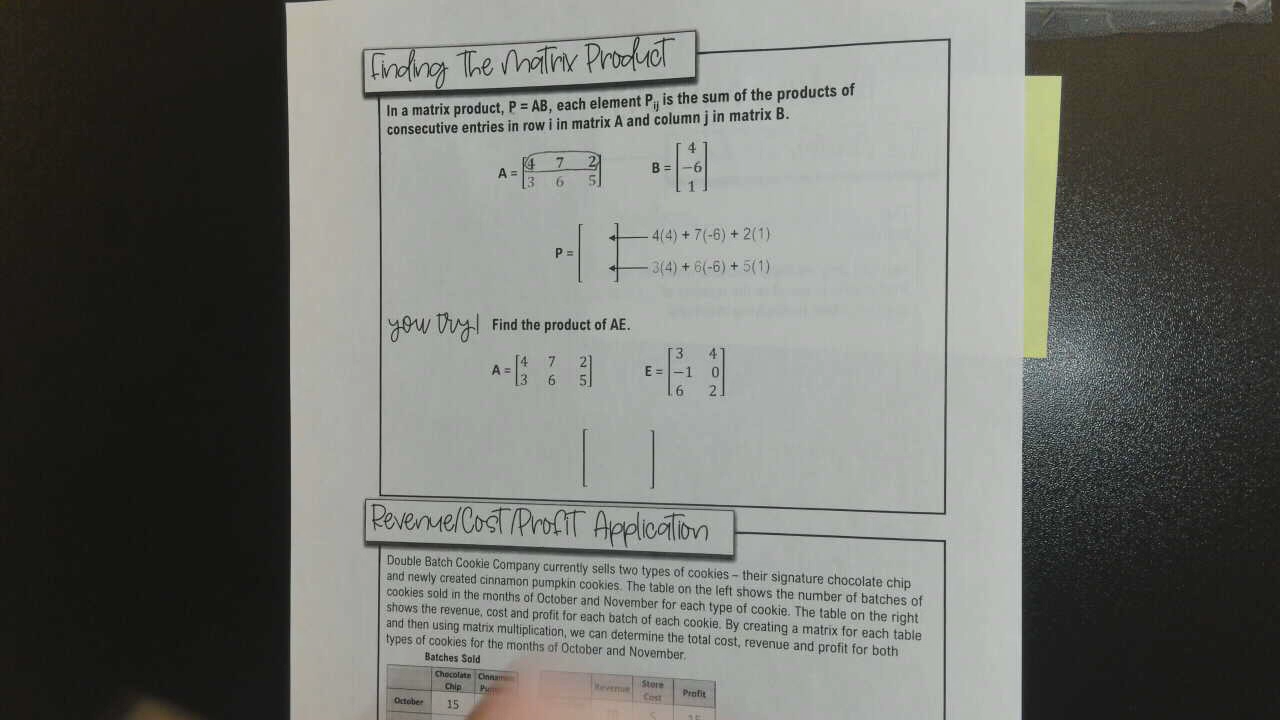 Finding The Matrix Product
In a matrix product, P = AB, each element Pij is the sum of the products of
consecutive entries in row i in matrix A and column j in matrix B.
A = [4 7 2
3 6 5]
B = [4
-6
1]
P = [ ]
4(4) + 7(-6) + 2(1)
3(4) + 6(-6) + 5(1)
you try! Find the product of AE.
A = [4 7 2
3 6 5]
E = [3 4
-1 0
6 2]
[ ]
Revenue/Cost/Profit Application
Double Batch Cookie Company currently sells two types of cookies – their signature chocolate chip
and newly created cinnamon pumpkin cookies. The table on the left shows the number of batches of
cookies sold in the months of October and November for each type of cookie. The table on the right
shows the revenue, cost and profit for each batch of each cookie. By creating a matrix for each table
and then using matrix multiplication, we can determine the total cost, revenue and profit for both
types of cookies for the months of October and November.
Batches Sold
Chocolate
Chip
Cinnamon
Revenue
Store
Cost
Profit
October 15